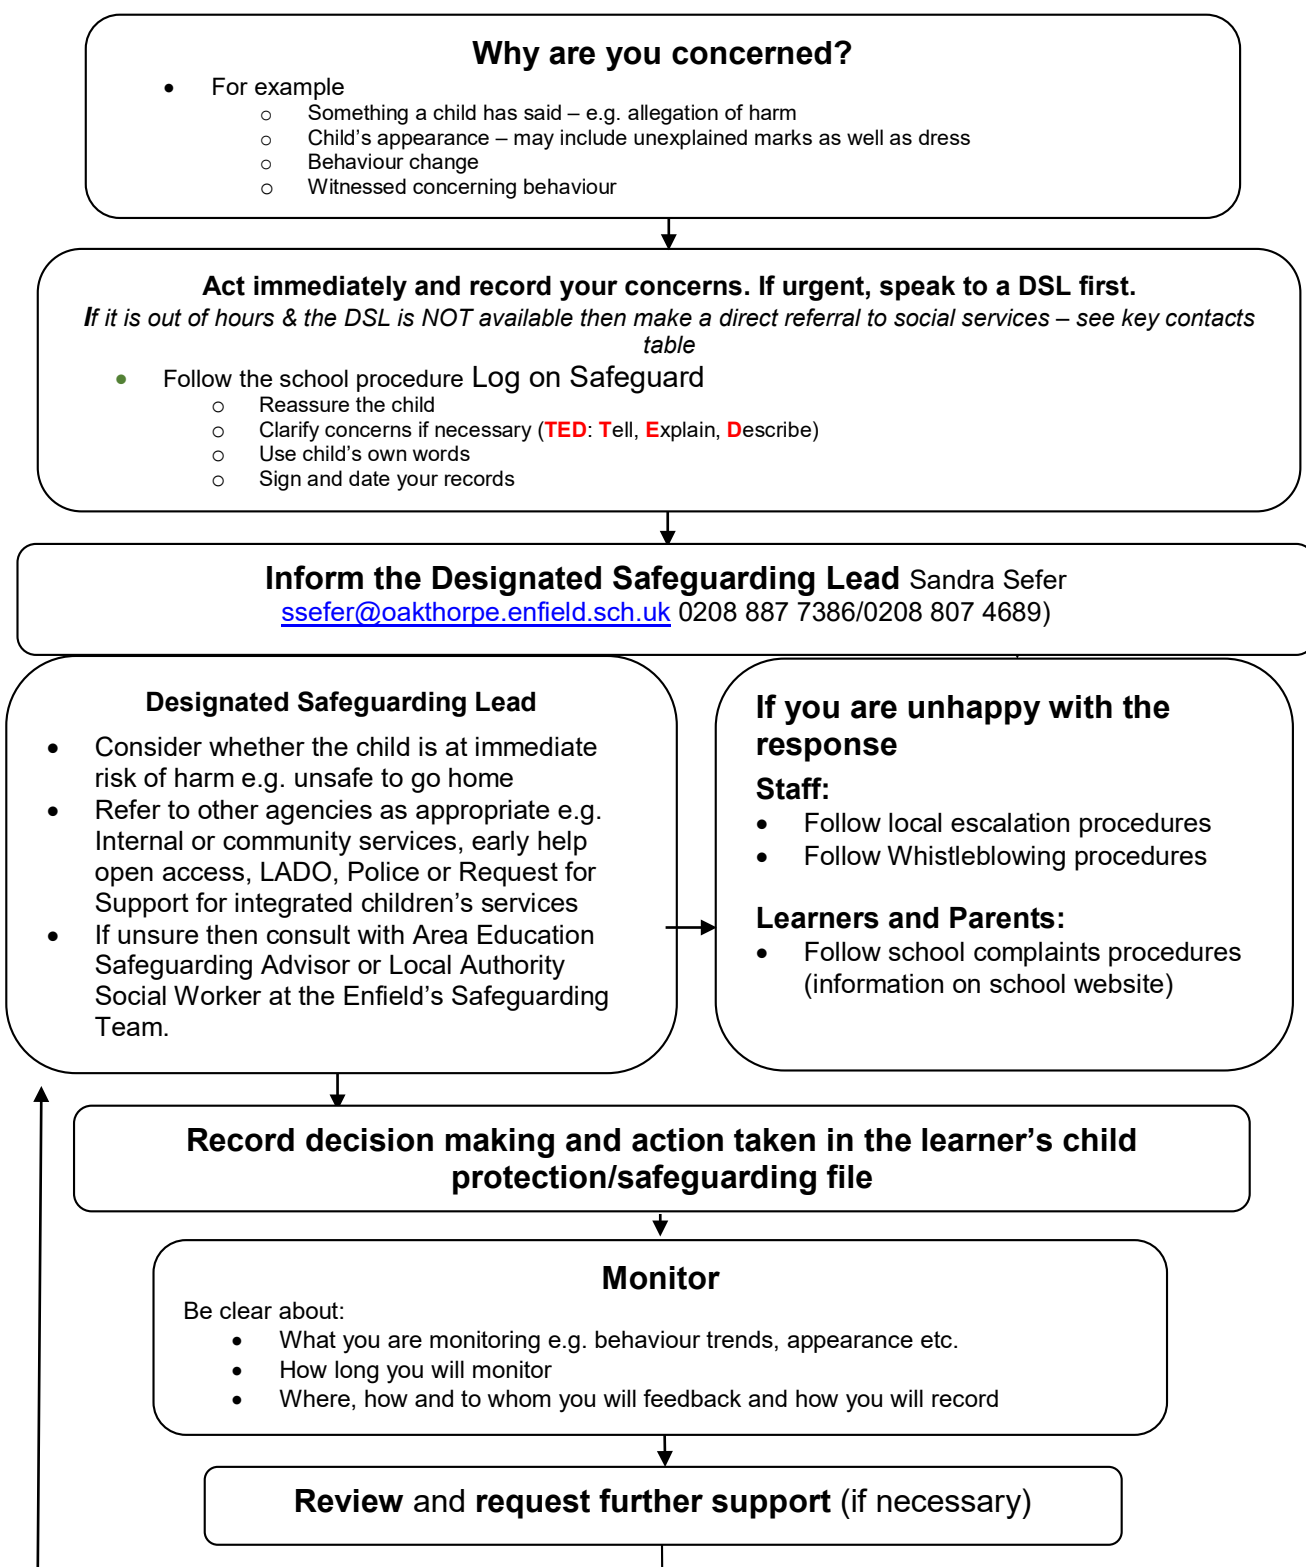 Why are you concerned?
• For example
o Something a child has said – e.g. allegation of harm
o Child's appearance – may include unexplained marks as well as dress
o Behaviour change
o Witnessed concerning behaviour
Act immediately and record your concerns. If urgent, speak to a DSL first.
If it is out of hours & the DSL is NOT available then make a direct referral to social services – see key contacts
table
• Follow the school procedure Log on Safeguard
o Reassure the child
o Clarify concerns if necessary (TED: Tell, Explain, Describe)
o Use child's own words
o Sign and date your records
Inform the Designated Safeguarding Lead Sandra Sefer
ssefer@oakthorpe.enfield.sch.uk 0208 887 7386/0208 807 4689)
Designated Safeguarding Lead
• Consider whether the child is at immediate
risk of harm e.g. unsafe to go home
• Refer to other agencies as appropriate e.g.
Internal or community services, early help
open access, LADO, Police or Request for
Support for integrated children's services
• If unsure then consult with Area Education
Safeguarding Advisor or Local Authority
Social Worker at the Enfield's Safeguarding
Team.
If you are unhappy with the
response
Staff:
• Follow local escalation procedures
• Follow Whistleblowing procedures
Learners and Parents:
• Follow school complaints procedures
(information on school website)
Record decision making and action taken in the learner's child
protection/safeguarding file
Monitor
Be clear about:
• What you are monitoring e.g. behaviour trends, appearance etc.
• How long you will monitor
• Where, how and to whom you will feedback and how you will record
Review and request further support (if necessary)